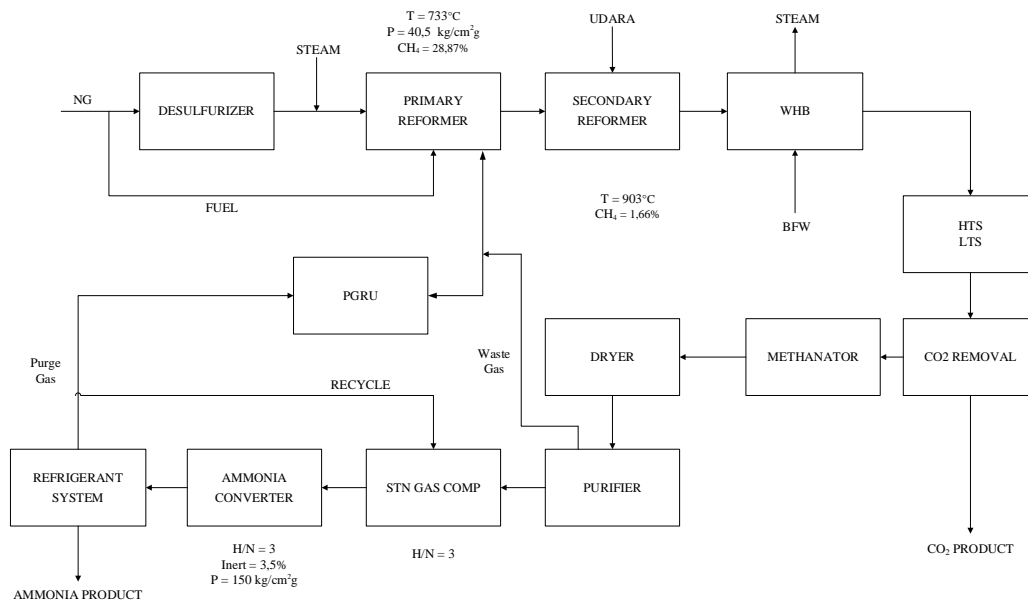 T = 733°C
P = 40,5 kg/cm²g
CH₄ = 28,87%
UDARA
STEAM
STEAM
NG
DESULFURIZER
PRIMARY
REFORMER
SECONDARY
REFORMER
WHB
FUEL
T = 903°C
CH₄ = 1,66%
BFW
HTS
LTS
PGRU
Purge
Gas
Waste
Gas
DRYER
METHANATOR
CO2 REMOVAL
RECYCLE
REFRIGERANT
SYSTEM
AMMONIA
CONVERTER
STN GAS COMP
PURIFIER
H/N = 3
Inert = 3,5%
P = 150 kg/cm²g
H/N = 3
CO₂ PRODUCT
AMMONIA PRODUCT